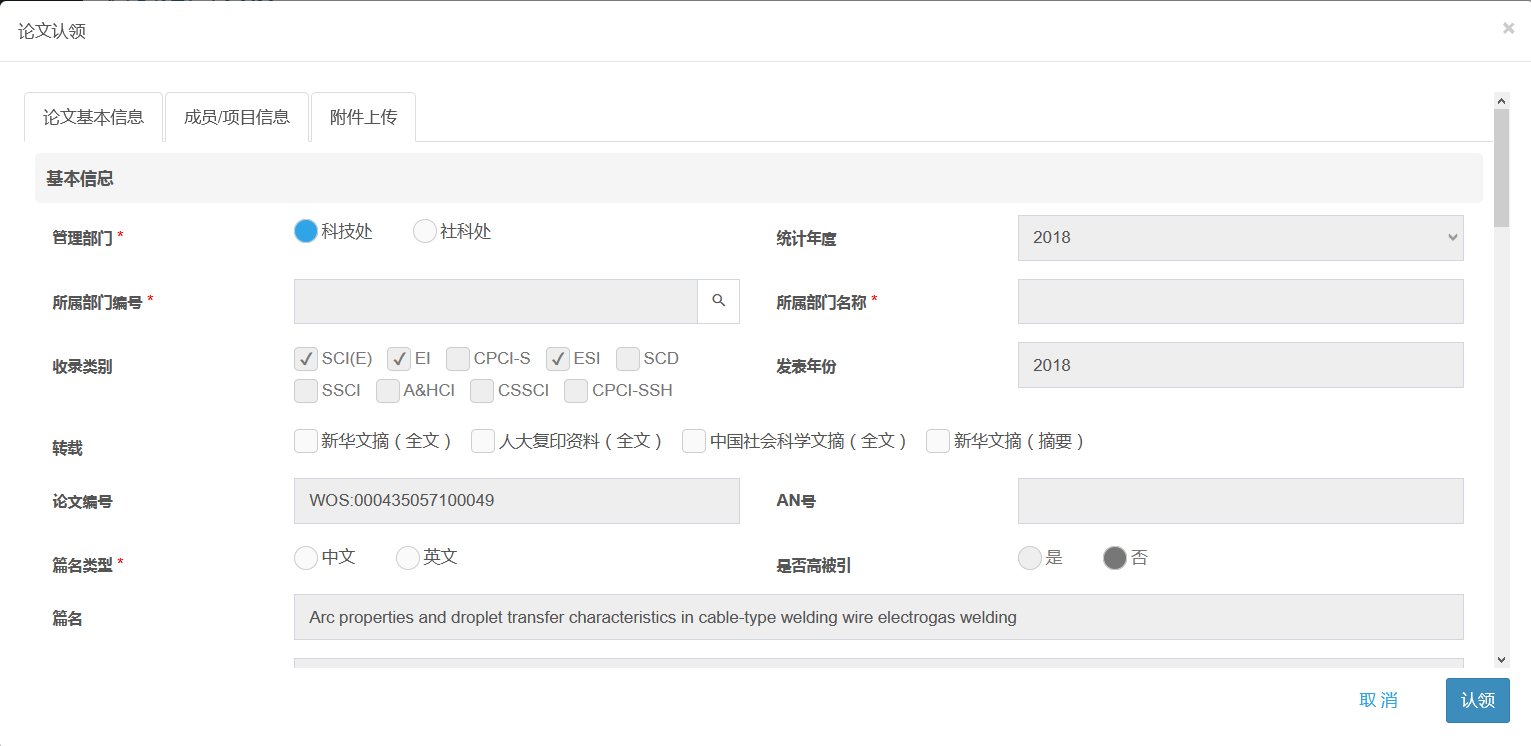 论文认领
×
论文基本信息 成员/项目信息 附件上传
基本信息
管理部门 * 科技处 社科处 统计年度 2018
所属部门编号 * 所属部门名称 *
收录类别 SCI(E) EI CPCI-S ESI SCD 发表年份 2018
SSCI A&HCI CSSCI CPCI-SSH
转载 新华文摘（全文） 人大复印资料（全文） 中国社会科学文摘（全文） 新华文摘（摘要）
论文编号 WOS:000435057100049 AN号
篇名类型 * 中文 英文 是否高被引 是 否
篇名 Arc properties and droplet transfer characteristics in cable-type welding wire electrogas welding
取 消 认领